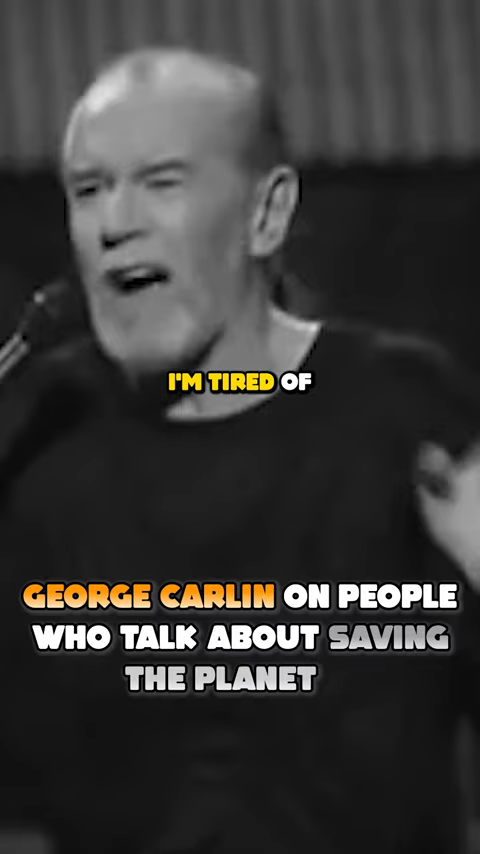 I'M TIRED OF
GEORGE CARLIN ON PEOPLE
WHO TALK ABOUT SAVING
THE PLANET